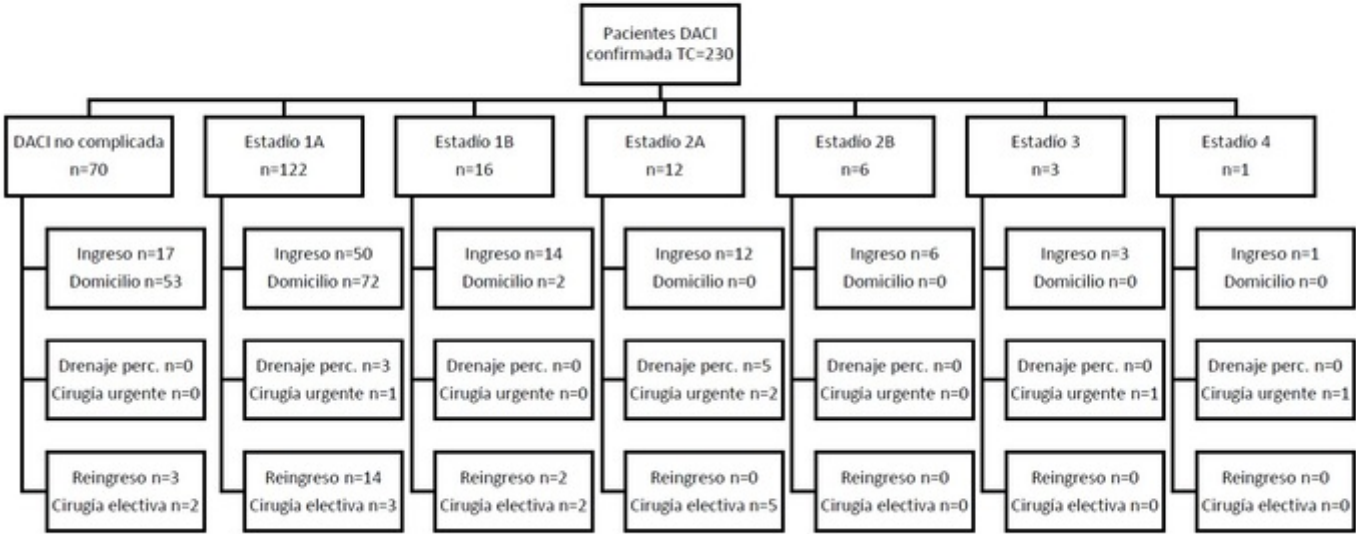 Pacientes DACI
confirmada TC=230
DACI no complicada
n=70
Estadío 1A
n=122
Estadío 1B
n=16
Estadío 2A
n=12
Estadío 2B
n=6
Estadío 3
n=3
Estadío 4
n=1
Ingreso n=17
Domicilio n=53
Ingreso n=50
Domicilio n=72
Ingreso n=14
Domicilio n=2
Ingreso n=12
Domicilio n=0
Ingreso n=6
Domicilio n=0
Ingreso n=3
Domicilio n=0
Ingreso n=1
Domicilio n=0
Drenaje perc. n=0
Cirugía urgente n=0
Drenaje perc. n=3
Cirugía urgente n=1
Drenaje perc. n=0
Cirugía urgente n=0
Drenaje perc. n=5
Cirugía urgente n=2
Drenaje perc. n=0
Cirugía urgente n=0
Drenaje perc. n=0
Cirugía urgente n=1
Drenaje perc. n=0
Cirugía urgente n=1
Reingreso n=3
Cirugía electiva n=2
Reingreso n=14
Cirugía electiva n=3
Reingreso n=2
Cirugía electiva n=2
Reingreso n=0
Cirugía electiva n=5
Reingreso n=0
Cirugía electiva n=0
Reingreso n=0
Cirugía electiva n=0
Reingreso n=0
Cirugía electiva n=0